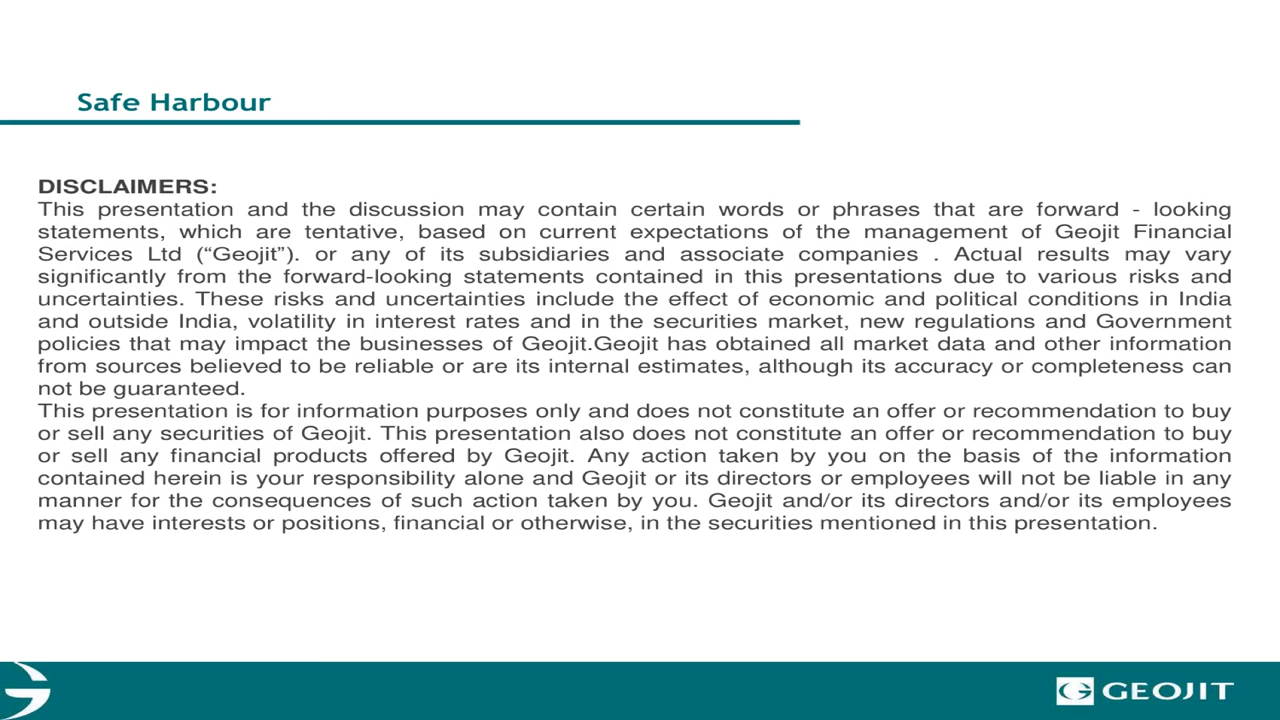 Safe Harbour
DISCLAIMERS:
This presentation and the discussion may contain certain words or phrases that are forward - looking
statements, which are tentative, based on current expectations of the management of Geojit Financial
Services Ltd (“Geojit”). or any of its subsidiaries and associate companies . Actual results may vary
significantly from the forward-looking statements contained in this presentations due to various risks and
uncertainties. These risks and uncertainties include the effect of economic and political conditions in India
and outside India, volatility in interest rates and in the securities market, new regulations and Government
policies that may impact the businesses of Geojit.Geojit has obtained all market data and other information
from sources believed to be reliable or are its internal estimates, although its accuracy or completeness can
not be guaranteed.
This presentation is for information purposes only and does not constitute an offer or recommendation to buy
or sell any securities of Geojit. This presentation also does not constitute an offer or recommendation to buy
or sell any financial products offered by Geojit. Any action taken by you on the basis of the information
contained herein is your responsibility alone and Geojit or its directors or employees will not be liable in any
manner for the consequences of such action taken by you. Geojit and/or its directors and/or its employees
may have interests or positions, financial or otherwise, in the securities mentioned in this presentation.
GEOJIT